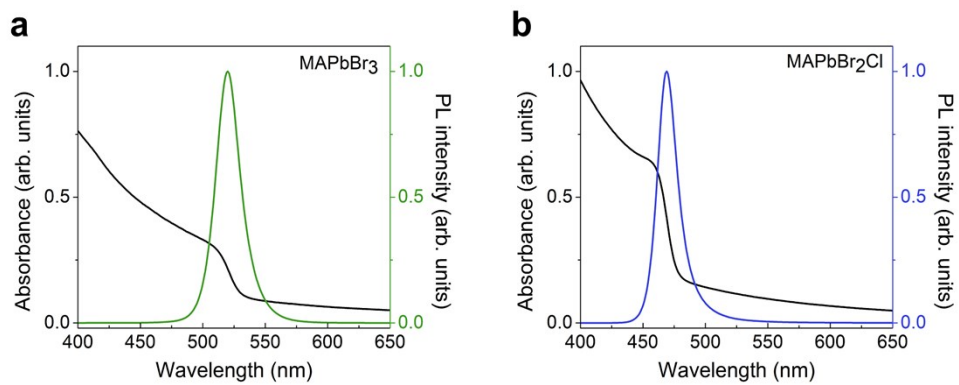 a
MAPbBr3
1.0
0.5
0.0
Absorbance (arb. units)
1.0
0.5
0.0
PL intensity (arb. units)
400 450 500 550 600 650
Wavelength (nm)
b
MAPbBr2Cl
1.0
0.5
0.0
Absorbance (arb. units)
1.0
0.5
0.0
PL intensity (arb. units)
400 450 500 550 600 650
Wavelength (nm)